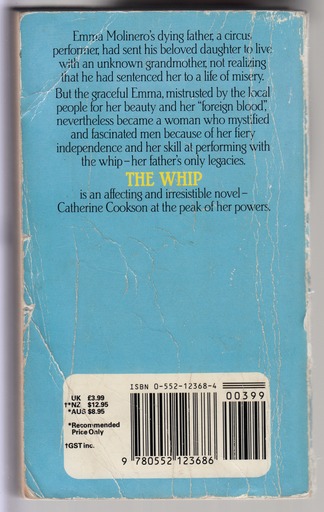 Emma Molinero's dying father, a circus
performer, had sent his beloved daughter to live
with an unknown grandmother, not realizing
that he had sentenced her to a life of misery.
But the graceful Emma, mistrusted by the local
people for her beauty and her "foreign blood",
nevertheless became a woman who mystified
and fascinated men because of her fiery
independence and her skill at performing with
the whip – her father's only legacies.
THE WHIP
is an affecting and irresistible novel –
Catherine Cookson at the peak of her powers.
ISBN 0-552-12368-4
00399
UK £3.99
†*NZ $12.95
*AUS $8.95
*Recommended
Price Only
†GST inc.
9 780552 123686